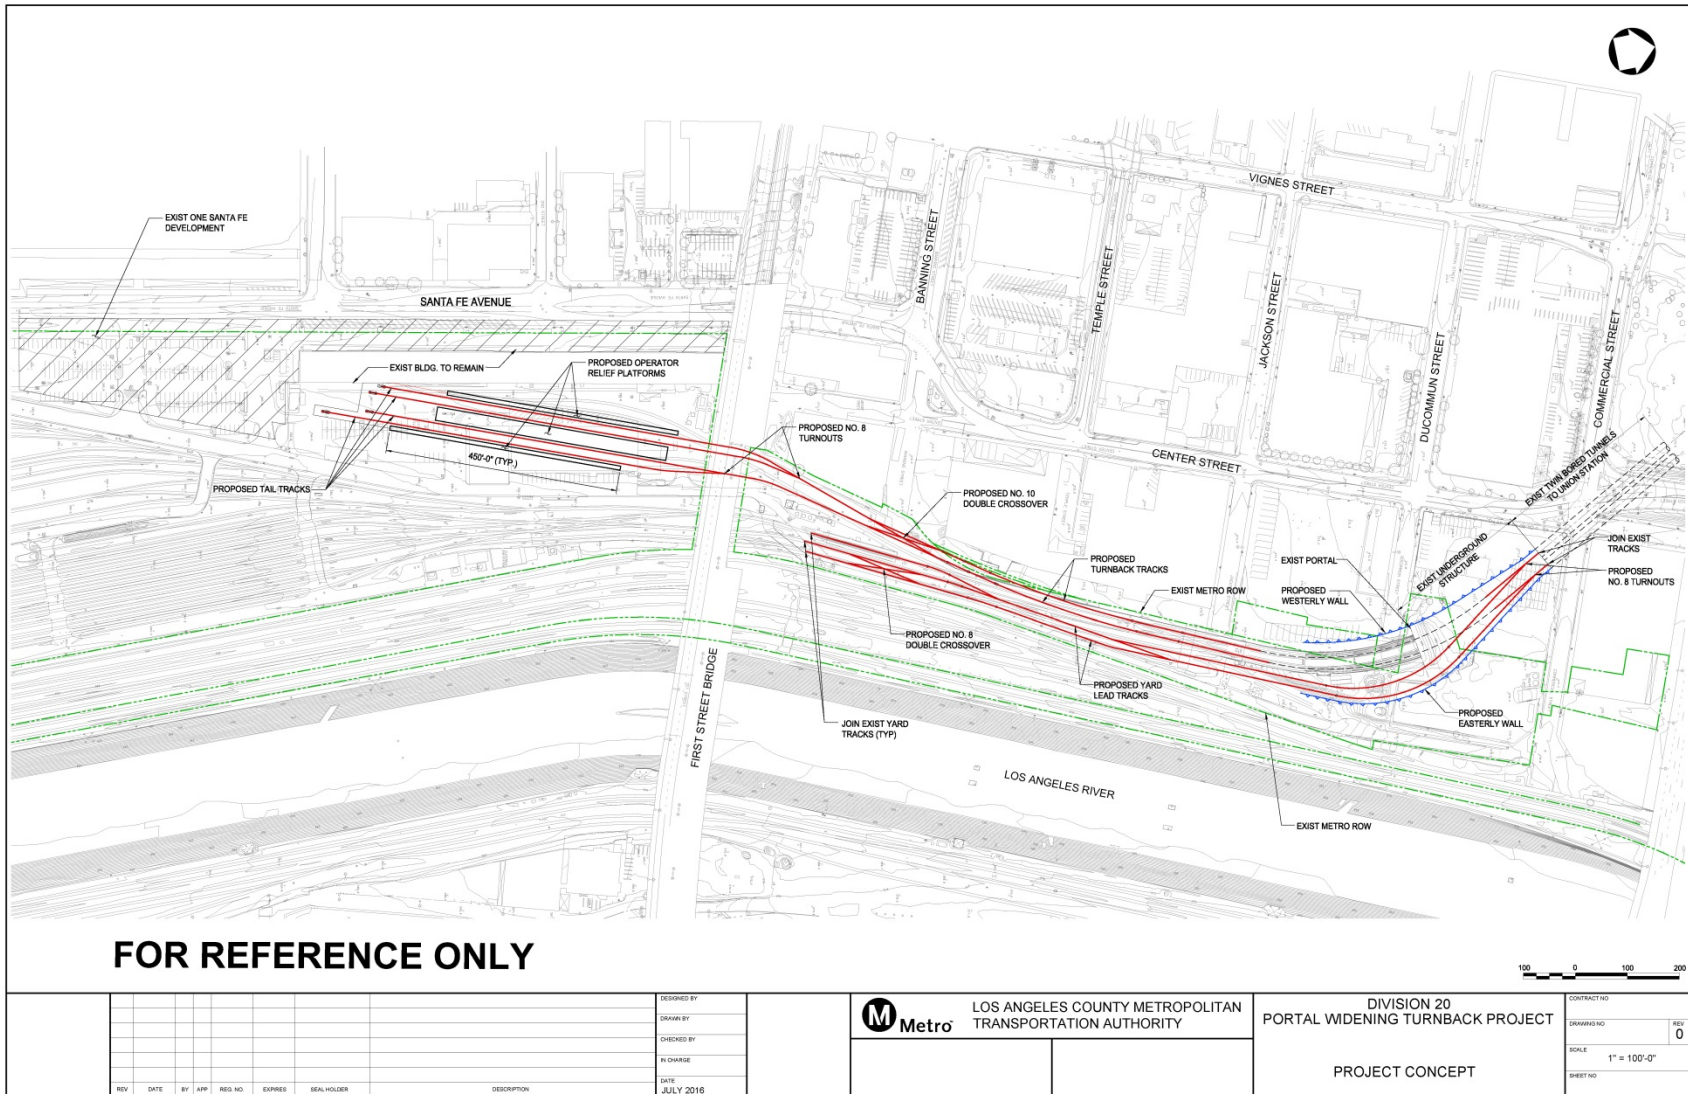 VIGNES STREET
EXIST ONE SANTA FE
DEVELOPMENT
SANTA FE AVENUE
BANNING STREET
TEMPLE STREET
JACKSON STREET
DUCOMMUN STREET
COMMERCIAL STREET
EXIST BLDG. TO REMAIN
PROPOSED OPERATOR
RELIEF PLATFORMS
450'-0" (TYP.)
PROPOSED TAIL TRACKS
PROPOSED NO. 8
TURNOUTS
CENTER STREET
PROPOSED NO. 10
DOUBLE CROSSOVER
EXIST TWIN BORED TUNNELS
TO UNION STATION
EXIST UNDERGROUND
STRUCTURE
JOIN EXIST
TRACKS
PROPOSED
NO. 8 TURNOUTS
PROPOSED
TURNBACK TRACKS
EXIST PORTAL
EXIST METRO ROW
PROPOSED
WESTERLY WALL
PROPOSED NO. 8
DOUBLE CROSSOVER
PROPOSED YARD
LEAD TRACKS
JOIN EXIST YARD
TRACKS (TYP)
PROPOSED
EASTERLY WALL
FIRST STREET BRIDGE
LOS ANGELES RIVER
EXIST METRO ROW
FOR REFERENCE ONLY
100 0 100 200
REV DATE BY APP REG. NO. EXPIRES SEAL HOLDER DESCRIPTION
DESIGNED BY
DRAWN BY
CHECKED BY
IN CHARGE
DATE
JULY 2016
M Metro
LOS ANGELES COUNTY METROPOLITAN
TRANSPORTATION AUTHORITY
DIVISION 20
PORTAL WIDENING TURNBACK PROJECT
PROJECT CONCEPT
CONTRACT NO
DRAWING NO
REV
0
SCALE
1" = 100'-0"
SHEET NO